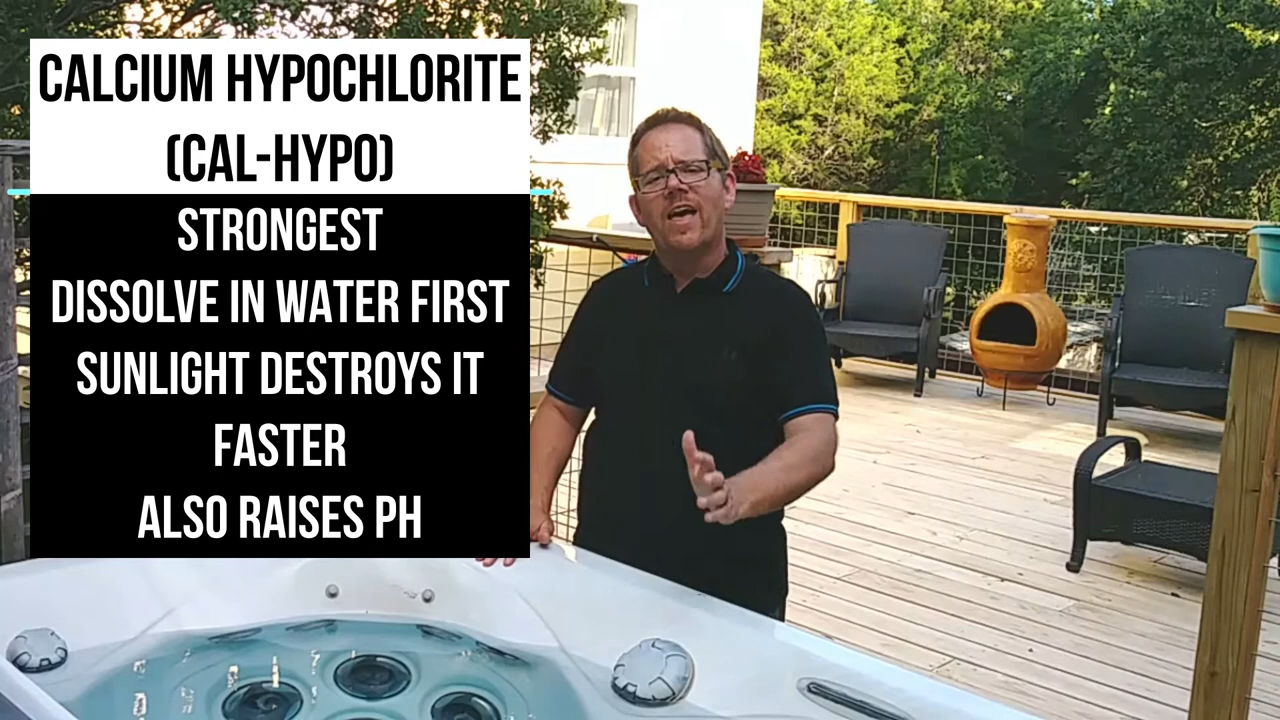 CALCIUM HYPOCHLORITE
(CAL-HYPO)
STRONGEST
DISSOLVE IN WATER FIRST
SUNLIGHT DESTROYS IT
FASTER
ALSO RAISES PH